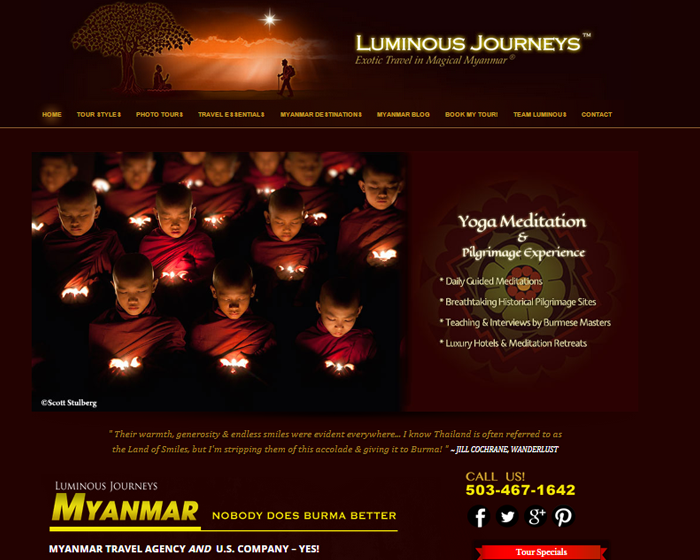 LUMINOUS JOURNEYS™
Exotic Travel in Magical Myanmar®
HOME TOUR STYLES PHOTO TOURS TRAVEL ESSENTIALS MYANMAR DESTINATIONS MYANMAR BLOG BOOK MY TOUR! TEAM LUMINOUS CONTACT
Yoga Meditation
&
Pilgrimage Experience
* Daily Guided Meditations
* Breathtaking Historical Pilgrimage Sites
* Teaching & Interviews by Burmese Masters
* Luxury Hotels & Meditation Retreats
©Scott Stulberg
" Their warmth, generosity & endless smiles were evident everywhere... I know Thailand is often referred to as
the Land of Smiles, but I'm stripping them of this accolade & giving it to Burma! " ~ JILL COCHRANE, WANDERLUST
LUMINOUS JOURNEYS
MYANMAR NOBODY DOES BURMA BETTER
MYANMAR TRAVEL AGENCY AND U.S. COMPANY – YES!
CALL US!
503-467-1642
Tour Specials